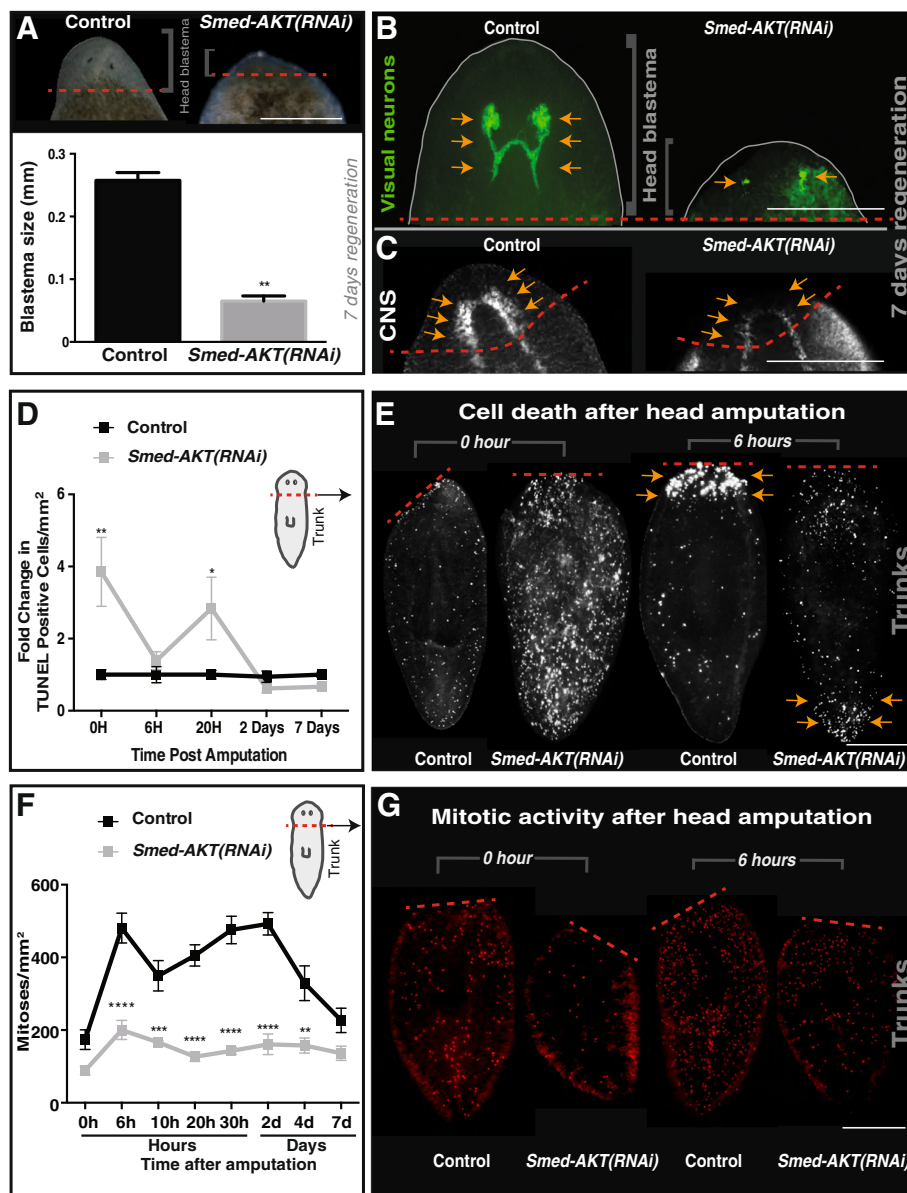 A
Control
Smed-AKT(RNAi)
Head blastema
0.3
0.2
0.1
0
Blastema size (mm)
**
Control
Smed-AKT(RNAi)
7 days regeneration
B
Control
Smed-AKT(RNAi)
Visual neurons
Head blastema
C
Control
Smed-AKT(RNAi)
CNS
7 days regeneration
D
Control
Smed-AKT(RNAi)
Trunk
6
4
2
1
0
Fold Change in
TUNEL Positive Cells/mm²
**
*
0H 6H 20H 2 Days 7 Days
Time Post Amputation
E
Cell death after head amputation
0 hour
6 hours
Trunks
Control
Smed-AKT(RNAi)
Control
Smed-AKT(RNAi)
F
Control
Smed-AKT(RNAi)
Trunk
600
400
200
0
Mitoses/mm²
**** *** **** **** **** **
0h 6h 10h 20h 30h 2d 4d 7d
Hours Days
Time after amputation
G
Mitotic activity after head amputation
0 hour
6 hours
Trunks
Control
Smed-AKT(RNAi)
Control
Smed-AKT(RNAi)